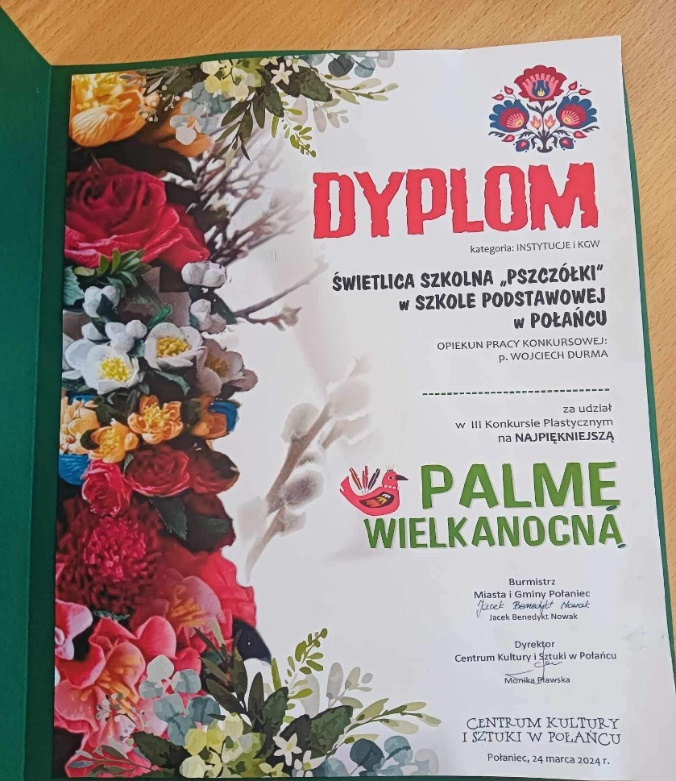 DYPLOM
kategoria: INSTYTUCJE i KGW
ŚWIETLICA SZKOLNA „PSZCZÓŁKI"
w SZKOLE PODSTAWOWEJ
w POŁAŃCU
OPIEKUN PRACY KONKURSOWEJ:
p. WOJCIECH DURMA
za udział
w III Konkursie Plastycznym
na NAJPIĘKNIEJSZĄ
PALMĘ
WIELKANOCNĄ
Burmistrz
Miasta i Gminy Połaniec
Jacek Benedykt Nowak
Jacek Benedykt Nowak
Dyrektor
Centrum Kultury i Sztuki w Połańcu
Monika Pławska
CENTRUM KULTURY
I SZTUKI W POŁAŃCU
Połaniec, 24 marca 2024 r.